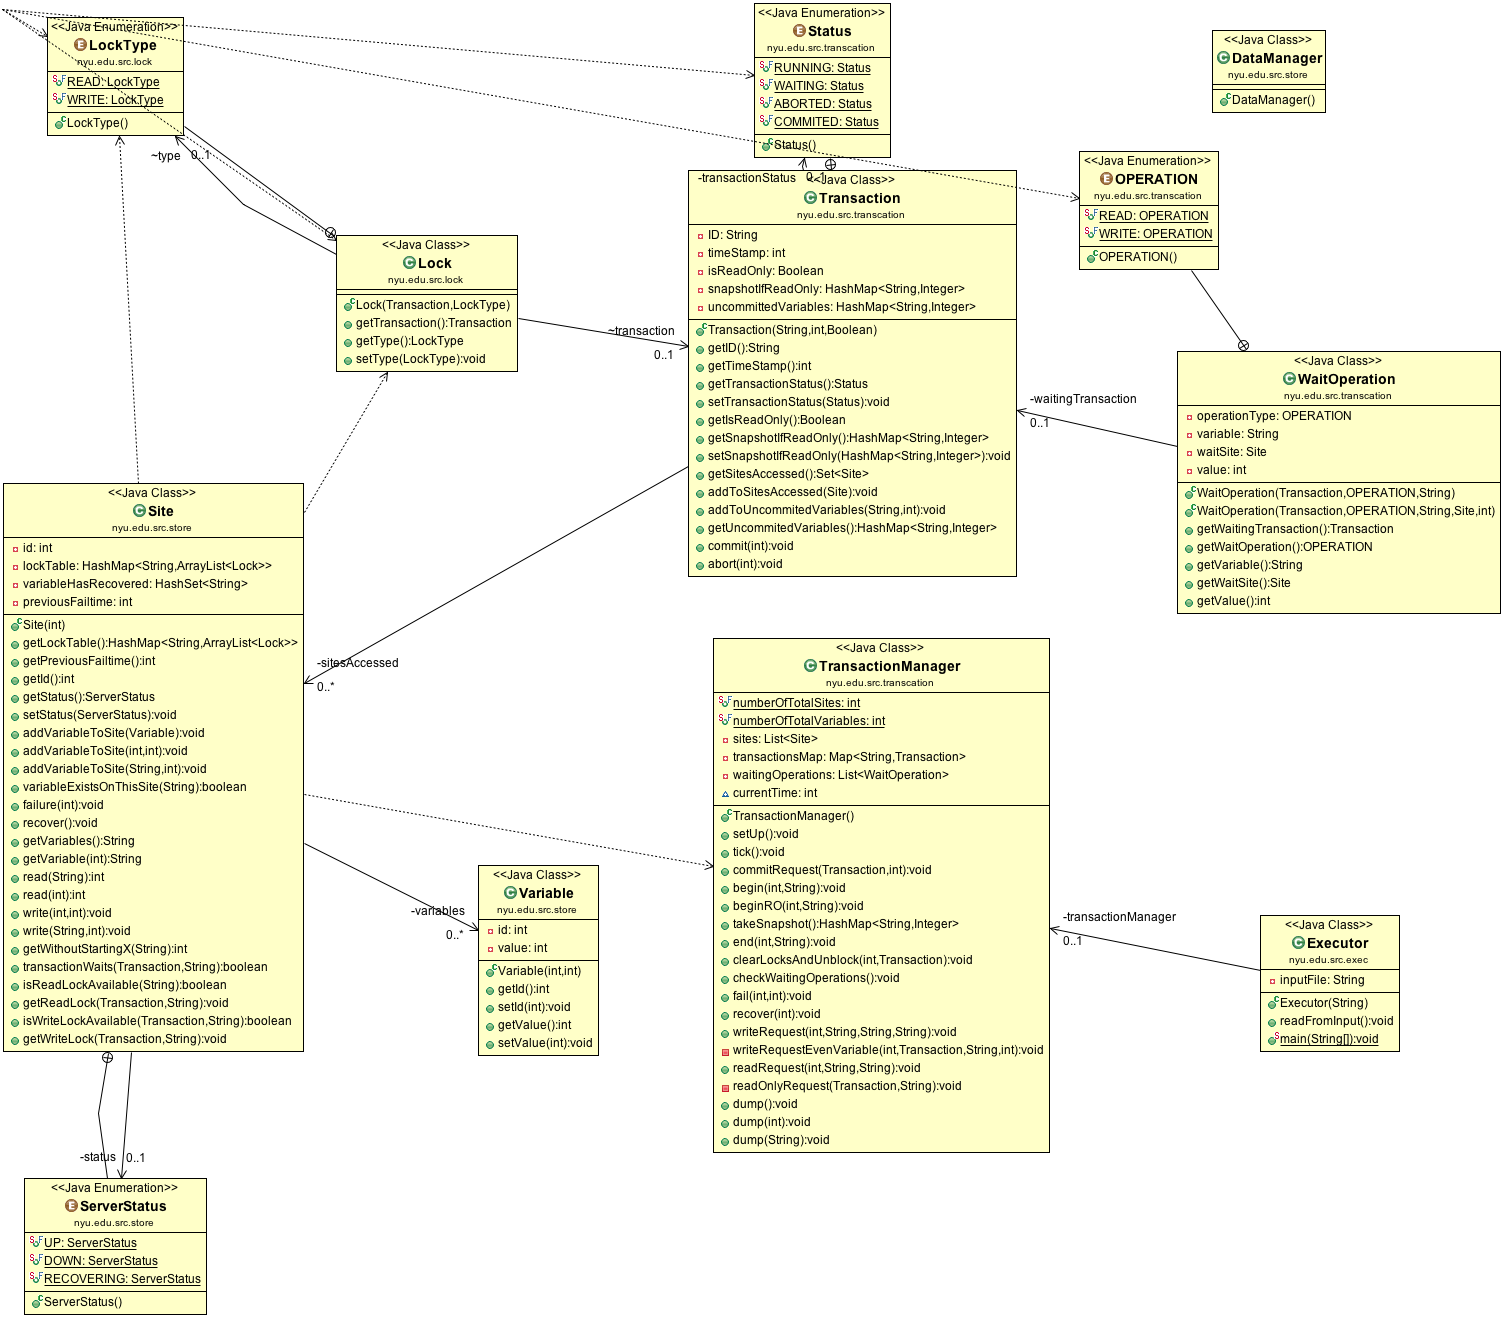 <<Java Enumeration>>
LockType
nyu.edu.src.lock
READ: LockType
WRITE: LockType
LockType()
<<Java Enumeration>>
Status
nyu.edu.src.transcation
RUNNING: Status
WAITING: Status
ABORTED: Status
COMMITED: Status
Status()
<<Java Class>>
DataManager
nyu.edu.src.store
DataManager()
~type
0..1
-transactionStatus
0..1
<<Java Enumeration>>
OPERATION
nyu.edu.src.transcation
READ: OPERATION
WRITE: OPERATION
OPERATION()
<<Java Class>>
Lock
nyu.edu.src.lock
Lock(Transaction,LockType)
getTransaction():Transaction
getType():LockType
setType(LockType):void
~transaction
0..1
<<Java Class>>
Transaction
nyu.edu.src.transcation
ID: String
timeStamp: int
isReadOnly: Boolean
snapshotIfReadOnly: HashMap<String,Integer>
uncommittedVariables: HashMap<String,Integer>
Transaction(String,int,Boolean)
getID():String
getTimeStamp():int
getTransactionStatus():Status
setTransactionStatus(Status):void
getIsReadOnly():Boolean
getSnapshotIfReadOnly():HashMap<String,Integer>
setSnapshotIfReadOnly(HashMap<String,Integer>):void
getSitesAccessed():Set<Site>
addToSitesAccessed(Site):void
addToUncommitedVariables(String,int):void
getUncommitedVariables():HashMap<String,Integer>
commit(int):void
abort(int):void
-waitingTransaction
0..1
<<Java Class>>
WaitOperation
nyu.edu.src.transcation
operationType: OPERATION
variable: String
waitSite: Site
value: int
WaitOperation(Transaction,OPERATION,String)
WaitOperation(Transaction,OPERATION,String,Site,int)
getWaitingTransaction():Transaction
getWaitOperation():OPERATION
getVariable():String
getWaitSite():Site
getValue():int
<<Java Class>>
Site
nyu.edu.src.store
id: int
lockTable: HashMap<String,ArrayList<Lock>>
variableHasRecovered: HashSet<String>
previousFailtime: int
Site(int)
getLockTable():HashMap<String,ArrayList<Lock>>
getPreviousFailtime():int
getId():int
getStatus():ServerStatus
setStatus(ServerStatus):void
addVariableToSite(Variable):void
addVariableToSite(int,int):void
addVariableToSite(String,int):void
variableExistsOnThisSite(String):boolean
failure(int):void
recover():void
getVariables():String
getVariable(int):String
read(String):int
read(int):int
write(int,int):void
write(String,int):void
getWithoutStartingX(String):int
transactionWaits(Transaction,String):boolean
isReadLockAvailable(String):boolean
getReadLock(Transaction,String):void
isWriteLockAvailable(Transaction,String):boolean
getWriteLock(Transaction,String):void
-sitesAccessed
0..*
<<Java Class>>
TransactionManager
nyu.edu.src.transcation
numberOfTotalSites: int
numberOfTotalVariables: int
sites: List<Site>
transactionsMap: Map<String,Transaction>
waitingOperations: List<WaitOperation>
currentTime: int
TransactionManager()
setUp():void
tick():void
commitRequest(Transaction,int):void
begin(int,String):void
beginRO(int,String):void
takeSnapshot():HashMap<String,Integer>
end(int,String):void
clearLocksAndUnblock(int,Transaction):void
checkWaitingOperations():void
fail(int,int):void
recover(int):void
writeRequest(int,String,String,String):void
writeRequestEvenVariable(int,Transaction,String,int):void
readRequest(int,String,String):void
readOnlyRequest(Transaction,String):void
dump():void
dump(int):void
dump(String):void
-variables
0..*
<<Java Class>>
Variable
nyu.edu.src.store
id: int
value: int
Variable(int,int)
getId():int
setId(int):void
getValue():int
setValue(int):void
-transactionManager
0..1
<<Java Class>>
Executor
nyu.edu.src.exec
inputFile: String
Executor(String)
readFromInput():void
main(String[]):void
-status
0..1
<<Java Enumeration>>
ServerStatus
nyu.edu.src.store
UP: ServerStatus
DOWN: ServerStatus
RECOVERING: ServerStatus
ServerStatus()